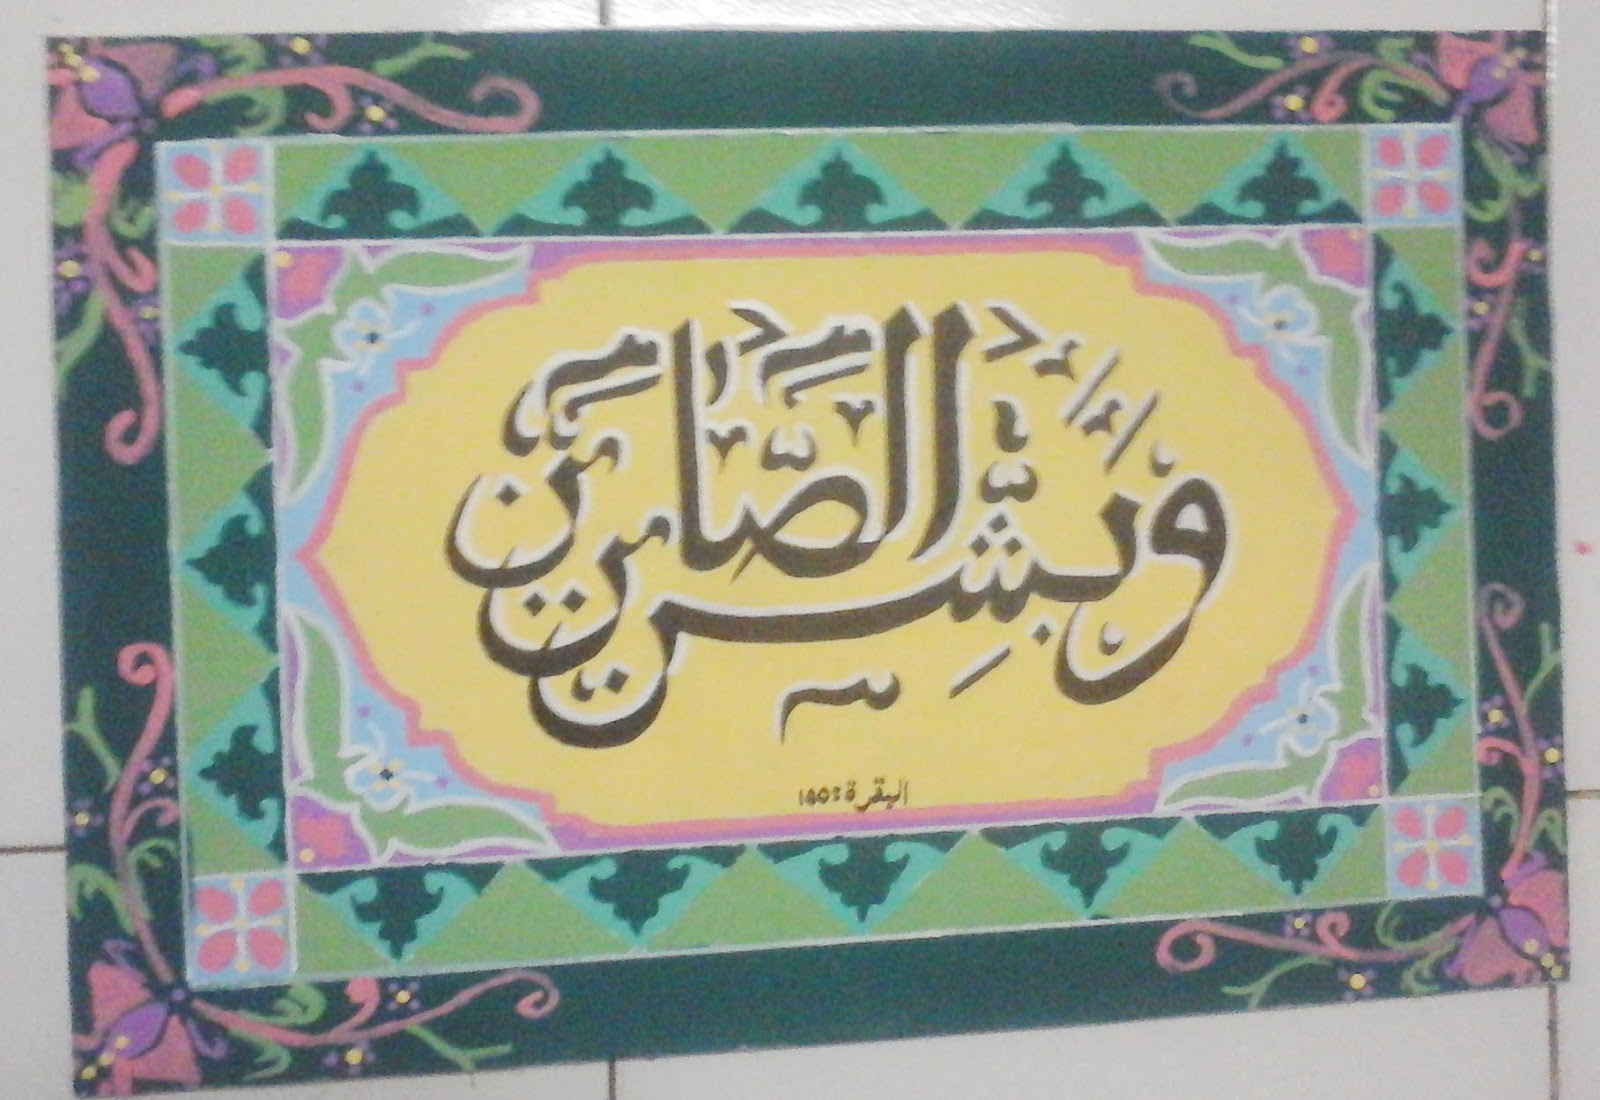 وَبَشِّرِ الصَّابِرِينَ
البقرة: ١٥٥